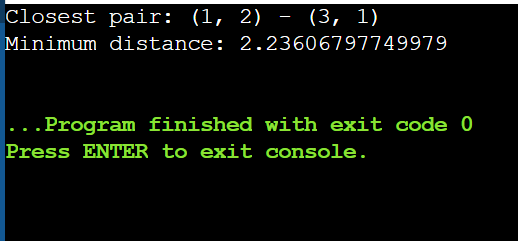 Closest pair: (1, 2) - (3, 1)
Minimum distance: 2.23606797749979
...Program finished with exit code 0
Press ENTER to exit console.